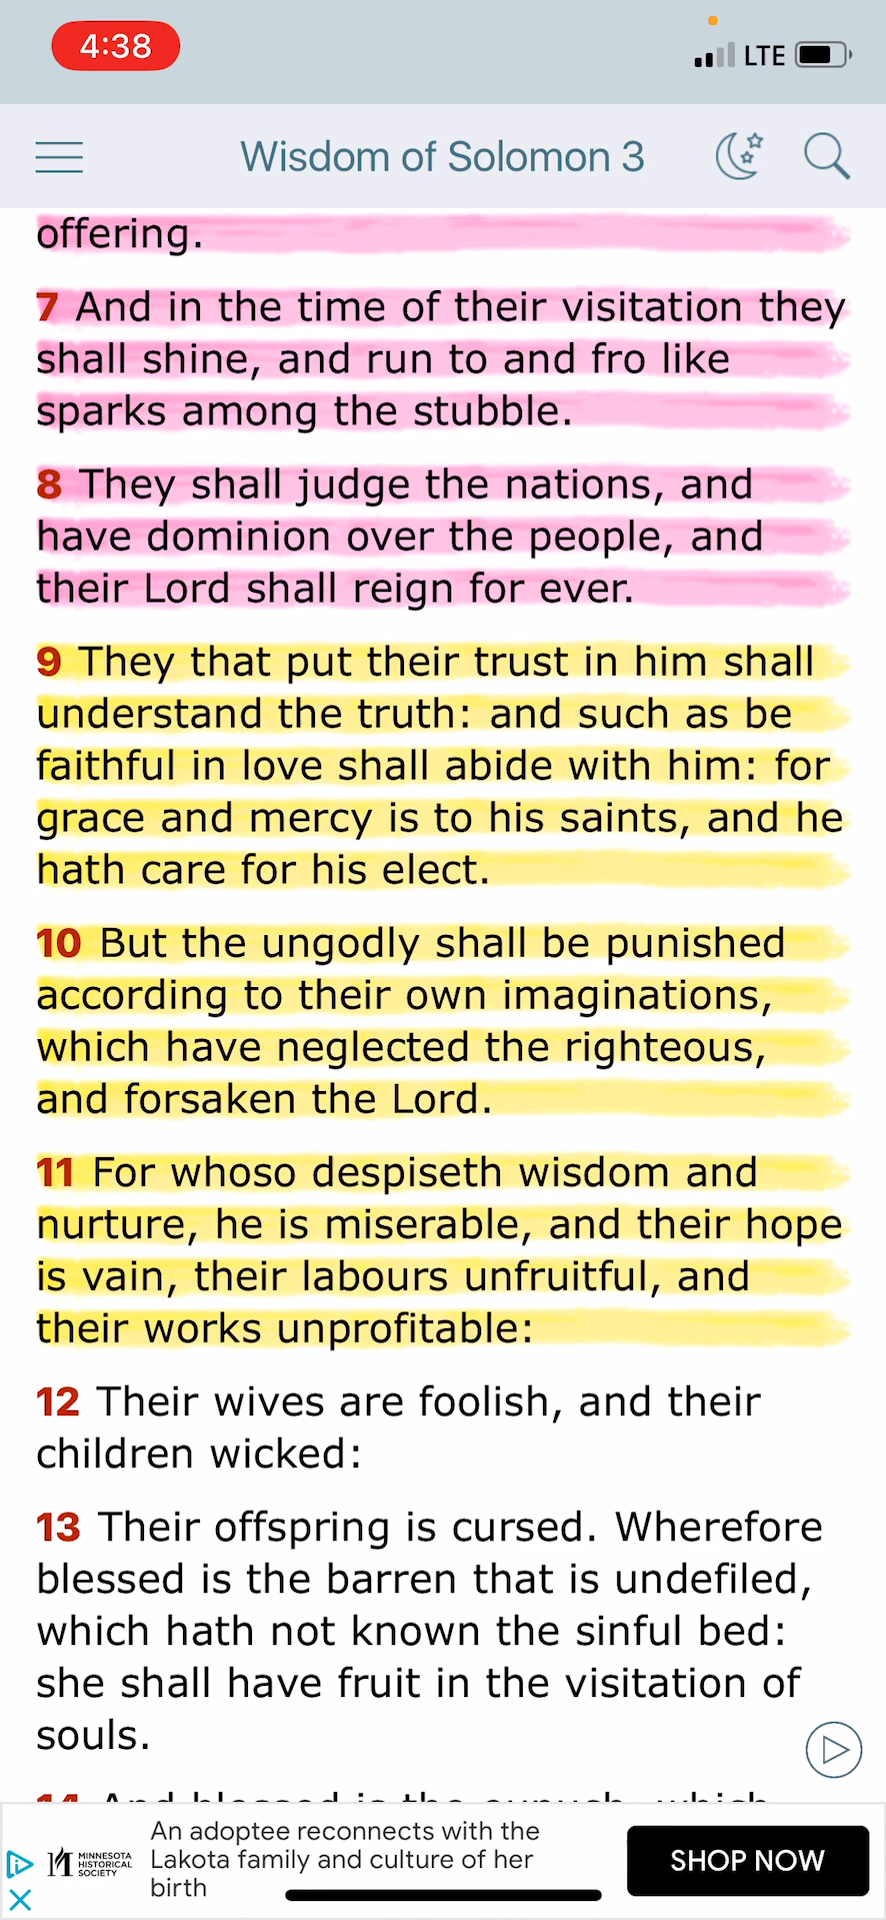 4:38
LTE
Wisdom of Solomon 3
offering.
7 And in the time of their visitation they
shall shine, and run to and fro like
sparks among the stubble.
8 They shall judge the nations, and
have dominion over the people, and
their Lord shall reign for ever.
9 They that put their trust in him shall
understand the truth: and such as be
faithful in love shall abide with him: for
grace and mercy is to his saints, and he
hath care for his elect.
10 But the ungodly shall be punished
according to their own imaginations,
which have neglected the righteous,
and forsaken the Lord.
11 For whoso despiseth wisdom and
nurture, he is miserable, and their hope
is vain, their labours unfruitful, and
their works unprofitable:
12 Their wives are foolish, and their
children wicked:
13 Their offspring is cursed. Wherefore
blessed is the barren that is undefiled,
which hath not known the sinful bed:
she shall have fruit in the visitation of
souls.
14 And blessed is the eunuch, which
An adoptee reconnects with the
Lakota family and culture of her
birth
MINNESOTA
HISTORICAL
SOCIETY
SHOP NOW